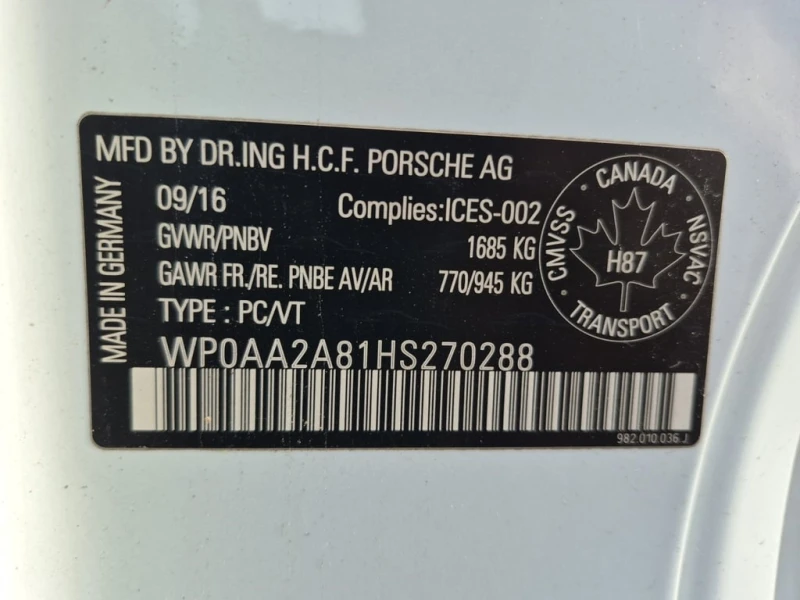 MFD BY DR.ING H.C.F. PORSCHE AG
MADE IN GERMANY
09/16 Complies:ICES-002
GVWR/PNBV 1685 KG
GAWR FR./RE. PNBE AV/AR 770/945 KG
TYPE : PC/VT
WP0AA2A81HS270288
CANADA
CMVSS
NSVAC
H87
TRANSPORT
982.010.036 J